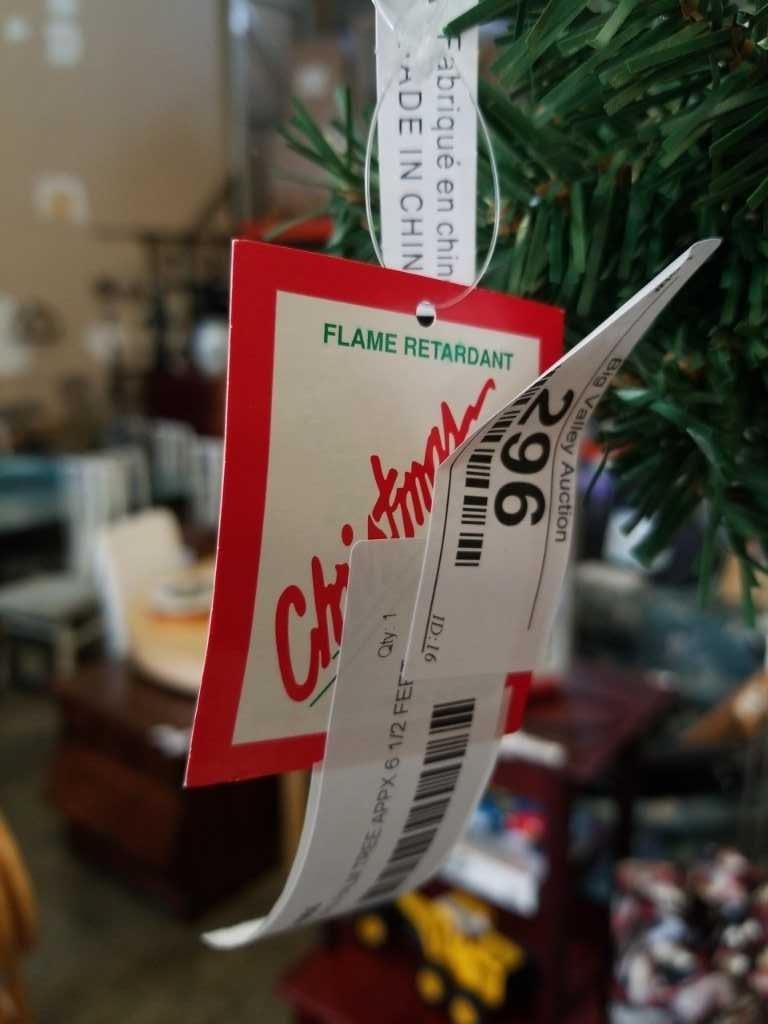 Fabriqué en chin
ADE IN CHIN
FLAME RETARDANT
Christmas
Big Valley Auction
296
ID:16
Qty: 1
TREE APPX 6 1/2 FEET